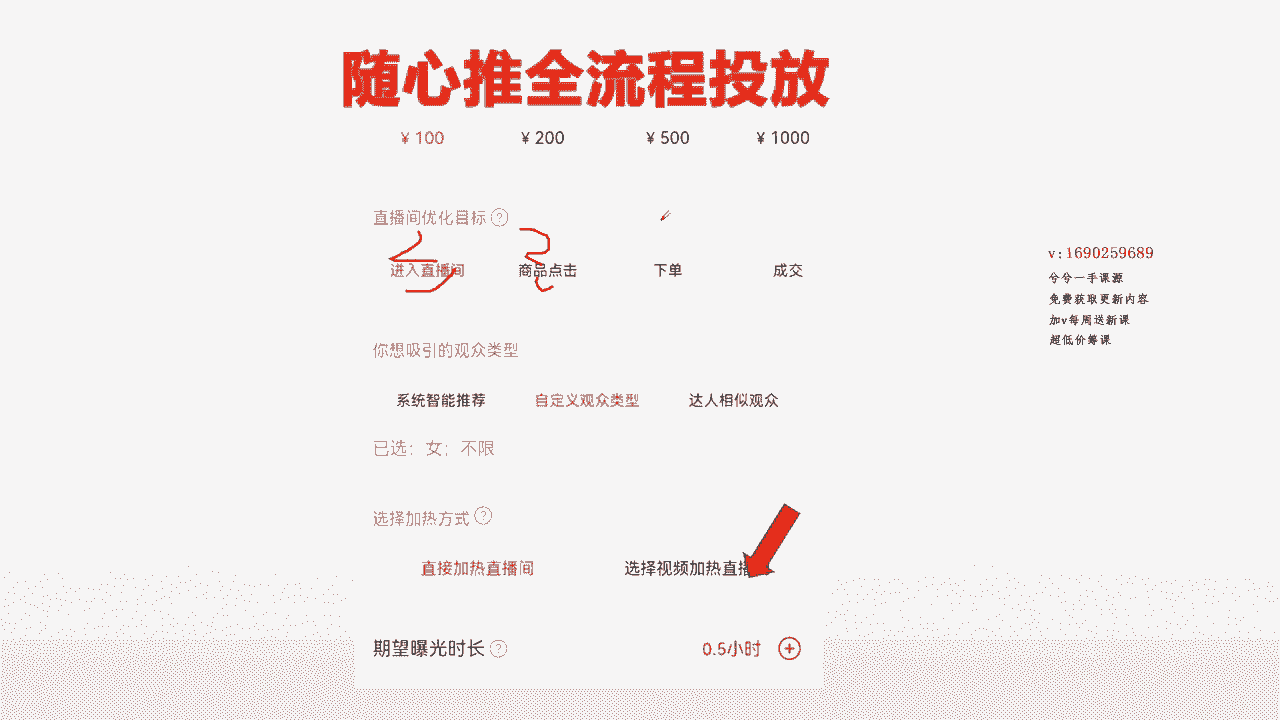 随心推全流程投放
¥ 100 ¥ 200 ¥ 500 ¥ 1000
直播间优化目标 ?
进入直播间 商品点击 下单 成交
v:1690259689
兮兮一手课源
免费获取更新内容
加v每周送新课
超低价筹课
你想吸引的观众类型
系统智能推荐 自定义观众类型 达人相似观众
已选：女；不限
选择加热方式 ?
直接加热直播间 选择视频加热直播
期望曝光时长 ? 0.5小时 +